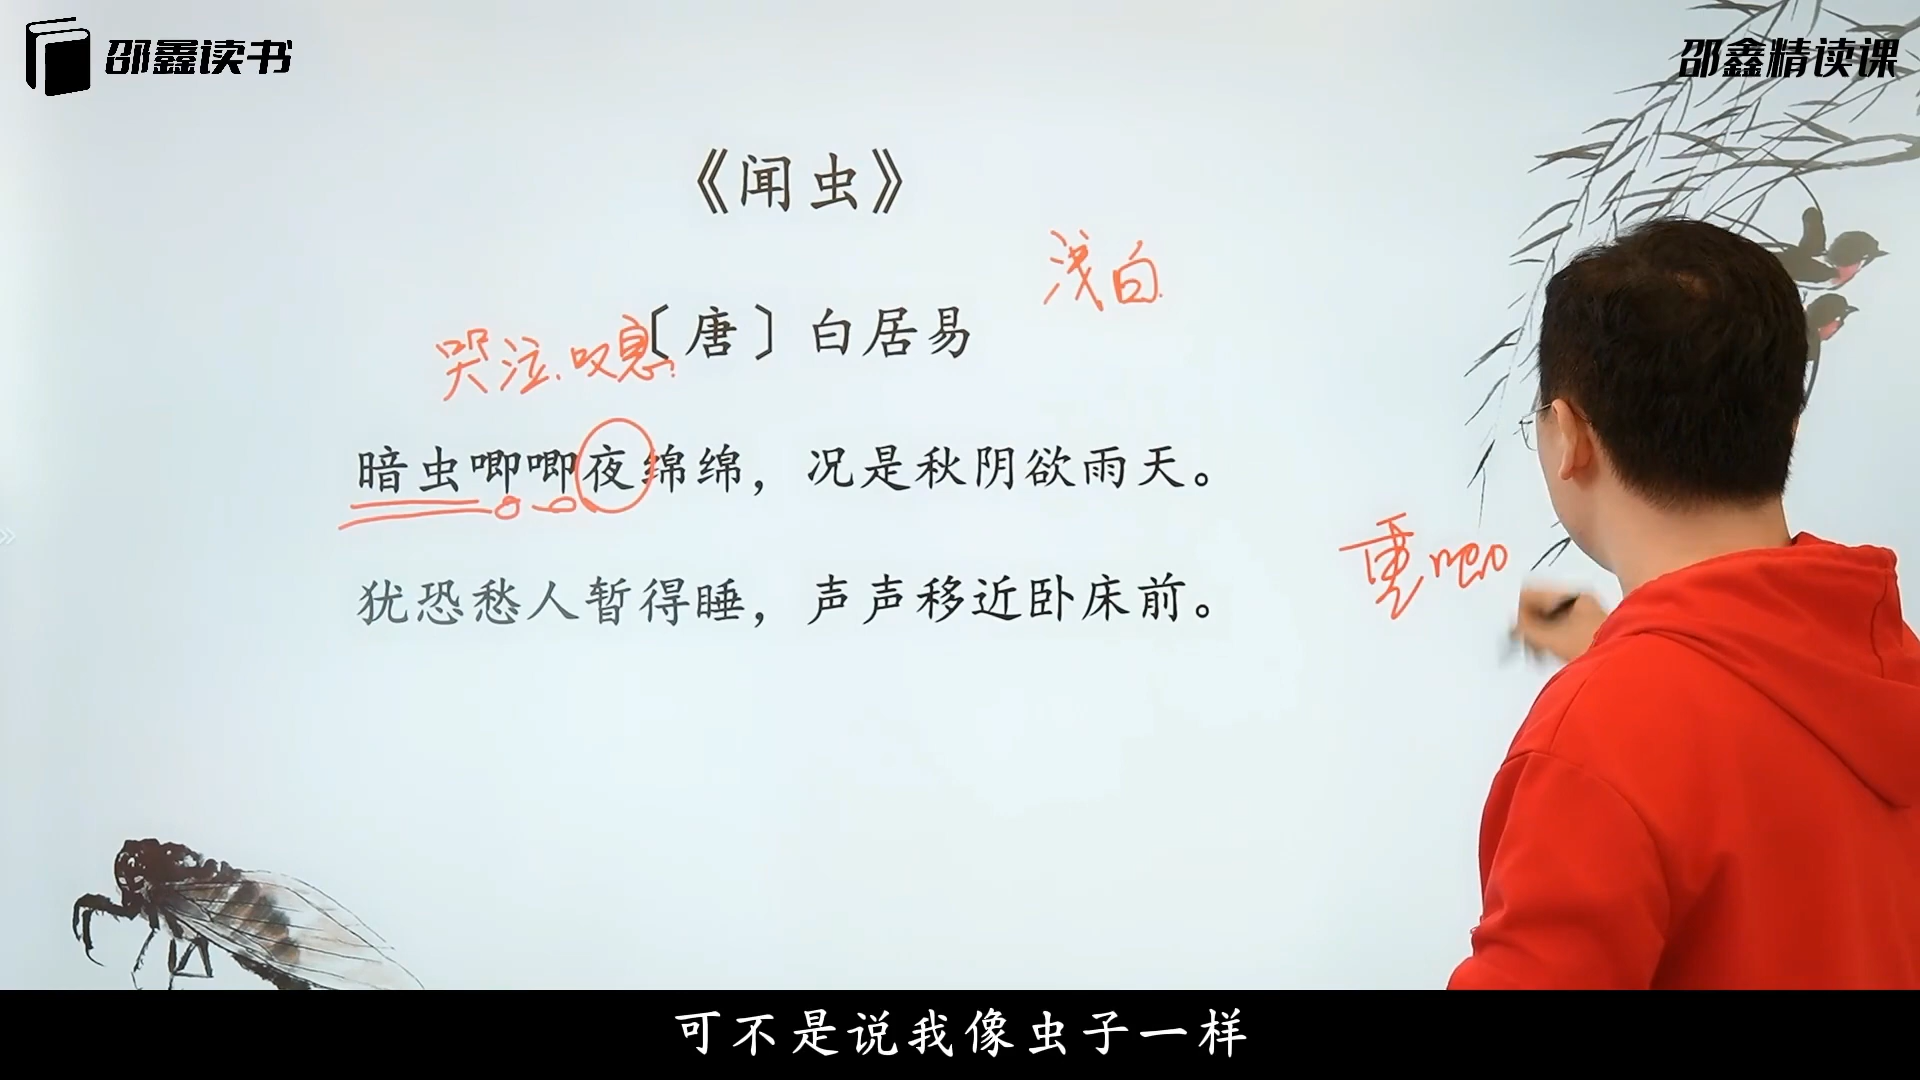 邵鑫读书
邵鑫精读课
《闻虫》
浅白
〔唐〕白居易
哭泣.叹息.
暗虫唧唧夜绵绵，况是秋阴欲雨天。
犹恐愁人暂得睡，声声移近卧床前。
可不是说我像虫子一样